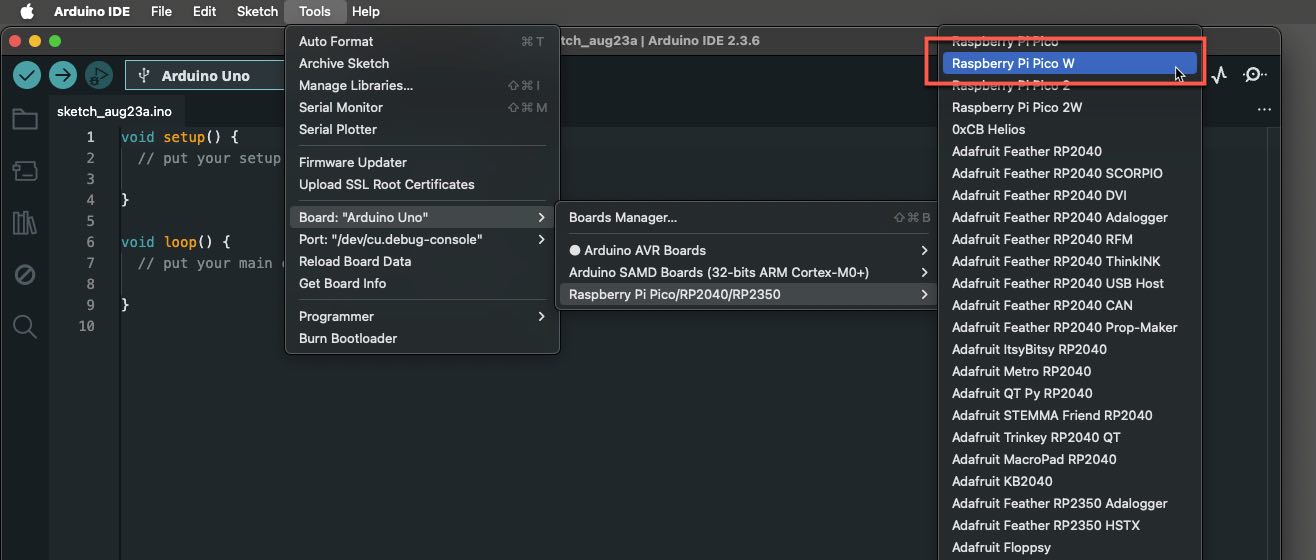 Arduino IDE File Edit Sketch Tools Help
tch_aug23a | Arduino IDE 2.3.6
Arduino Uno
sketch_aug23a.ino
1 void setup() {
2 // put your setup
3
4 }
5
6 void loop() {
7 // put your main
8
9 }
10
Auto Format ⌘ T
Archive Sketch
Manage Libraries... ⇧⌘ I
Serial Monitor ⇧⌘ M
Serial Plotter
Firmware Updater
Upload SSL Root Certificates
Board: "Arduino Uno"
Port: "/dev/cu.debug-console"
Reload Board Data
Get Board Info
Programmer
Burn Bootloader
Boards Manager... ⇧⌘ B
Arduino AVR Boards
Arduino SAMD Boards (32-bits ARM Cortex-M0+)
Raspberry Pi Pico/RP2040/RP2350
Raspberry Pi Pico
Raspberry Pi Pico W
Raspberry Pi Pico 2
Raspberry Pi Pico 2W
0xCB Helios
Adafruit Feather RP2040
Adafruit Feather RP2040 SCORPIO
Adafruit Feather RP2040 DVI
Adafruit Feather RP2040 Adalogger
Adafruit Feather RP2040 RFM
Adafruit Feather RP2040 ThinkINK
Adafruit Feather RP2040 USB Host
Adafruit Feather RP2040 CAN
Adafruit Feather RP2040 Prop-Maker
Adafruit ItsyBitsy RP2040
Adafruit Metro RP2040
Adafruit QT Py RP2040
Adafruit STEMMA Friend RP2040
Adafruit Trinkey RP2040 QT
Adafruit MacroPad RP2040
Adafruit KB2040
Adafruit Feather RP2350 Adalogger
Adafruit Feather RP2350 HSTX
Adafruit Floppsy